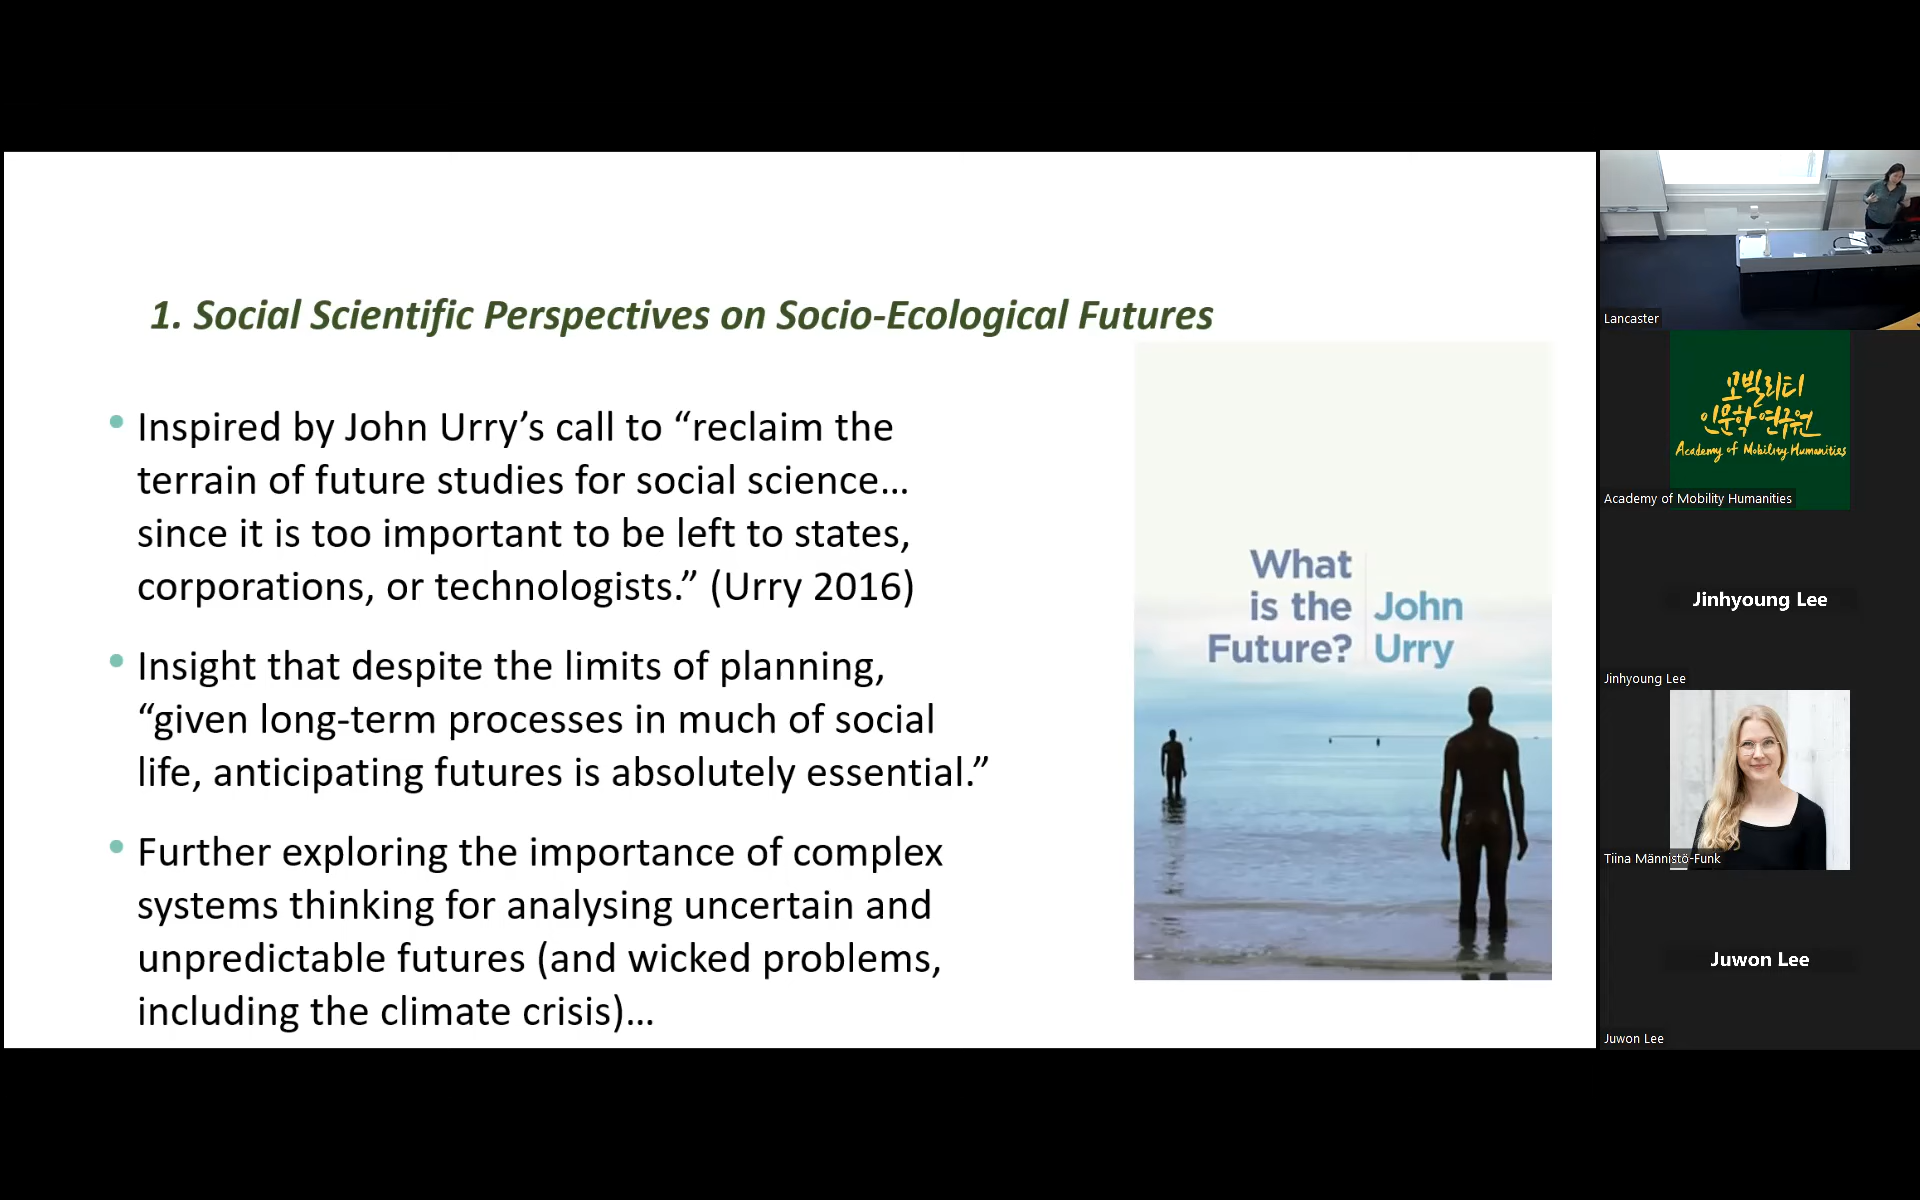 1. Social Scientific Perspectives on Socio-Ecological Futures
• Inspired by John Urry’s call to “reclaim the
terrain of future studies for social science…
since it is too important to be left to states,
corporations, or technologists.” (Urry 2016)
• Insight that despite the limits of planning,
“given long-term processes in much of social
life, anticipating futures is absolutely essential.”
• Further exploring the importance of complex
systems thinking for analysing uncertain and
unpredictable futures (and wicked problems,
including the climate crisis)…
What
is the
Future?
John
Urry
Lancaster
모빌리티
인문학 연구원
Academy of Mobility Humanities
Academy of Mobility Humanities
Jinhyoung Lee
Jinhyoung Lee
Tiina Männistö-Funk
Juwon Lee
Juwon Lee